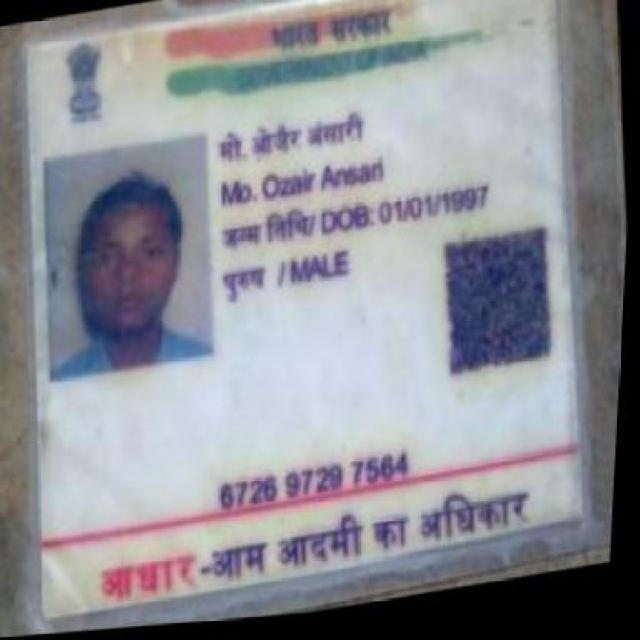 भारत सरकार
GOVERNMENT OF INDIA
मो. ओजैर अंसारी
Mo. Ozair Ansari
जन्म तिथि/ DOB: 01/01/1997
पुरुष / MALE
6726 9729 7564
आधार-आम आदमी का अधिकार